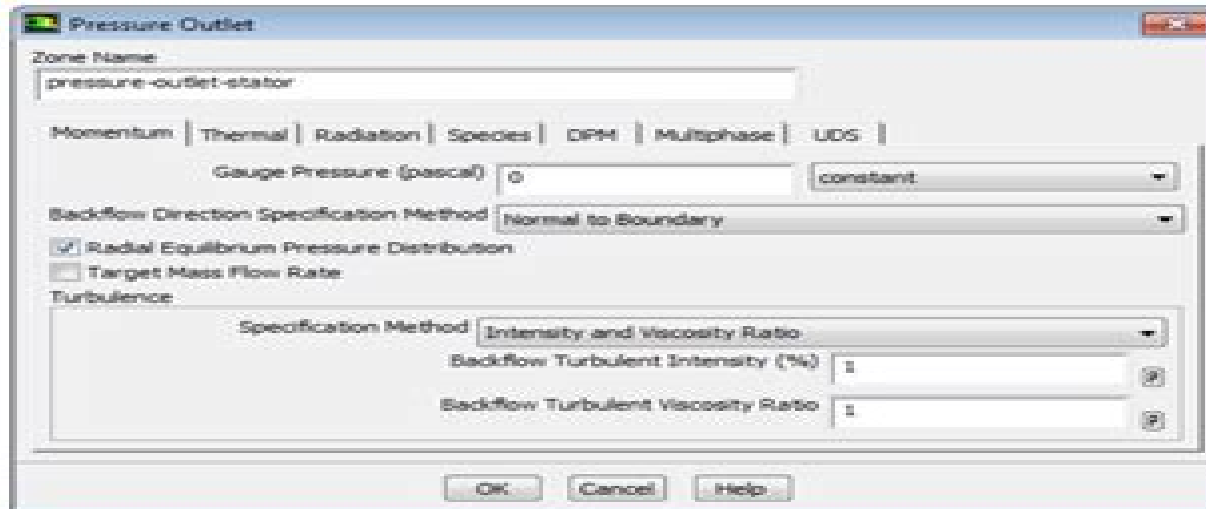 Pressure Outlet
Zone Name
pressure-outlet-stator
Momentum Thermal Radiation Species DPM Multiphase UDS
Gauge Pressure (pascal) 0 constant
Backflow Direction Specification Method Normal to Boundary
Radial Equilibrium Pressure Distribution
Target Mass Flow Rate
Turbulence
Specification Method Intensity and Viscosity Ratio
Backflow Turbulent Intensity (%) 1
Backflow Turbulent Viscosity Ratio 1
OK Cancel Help